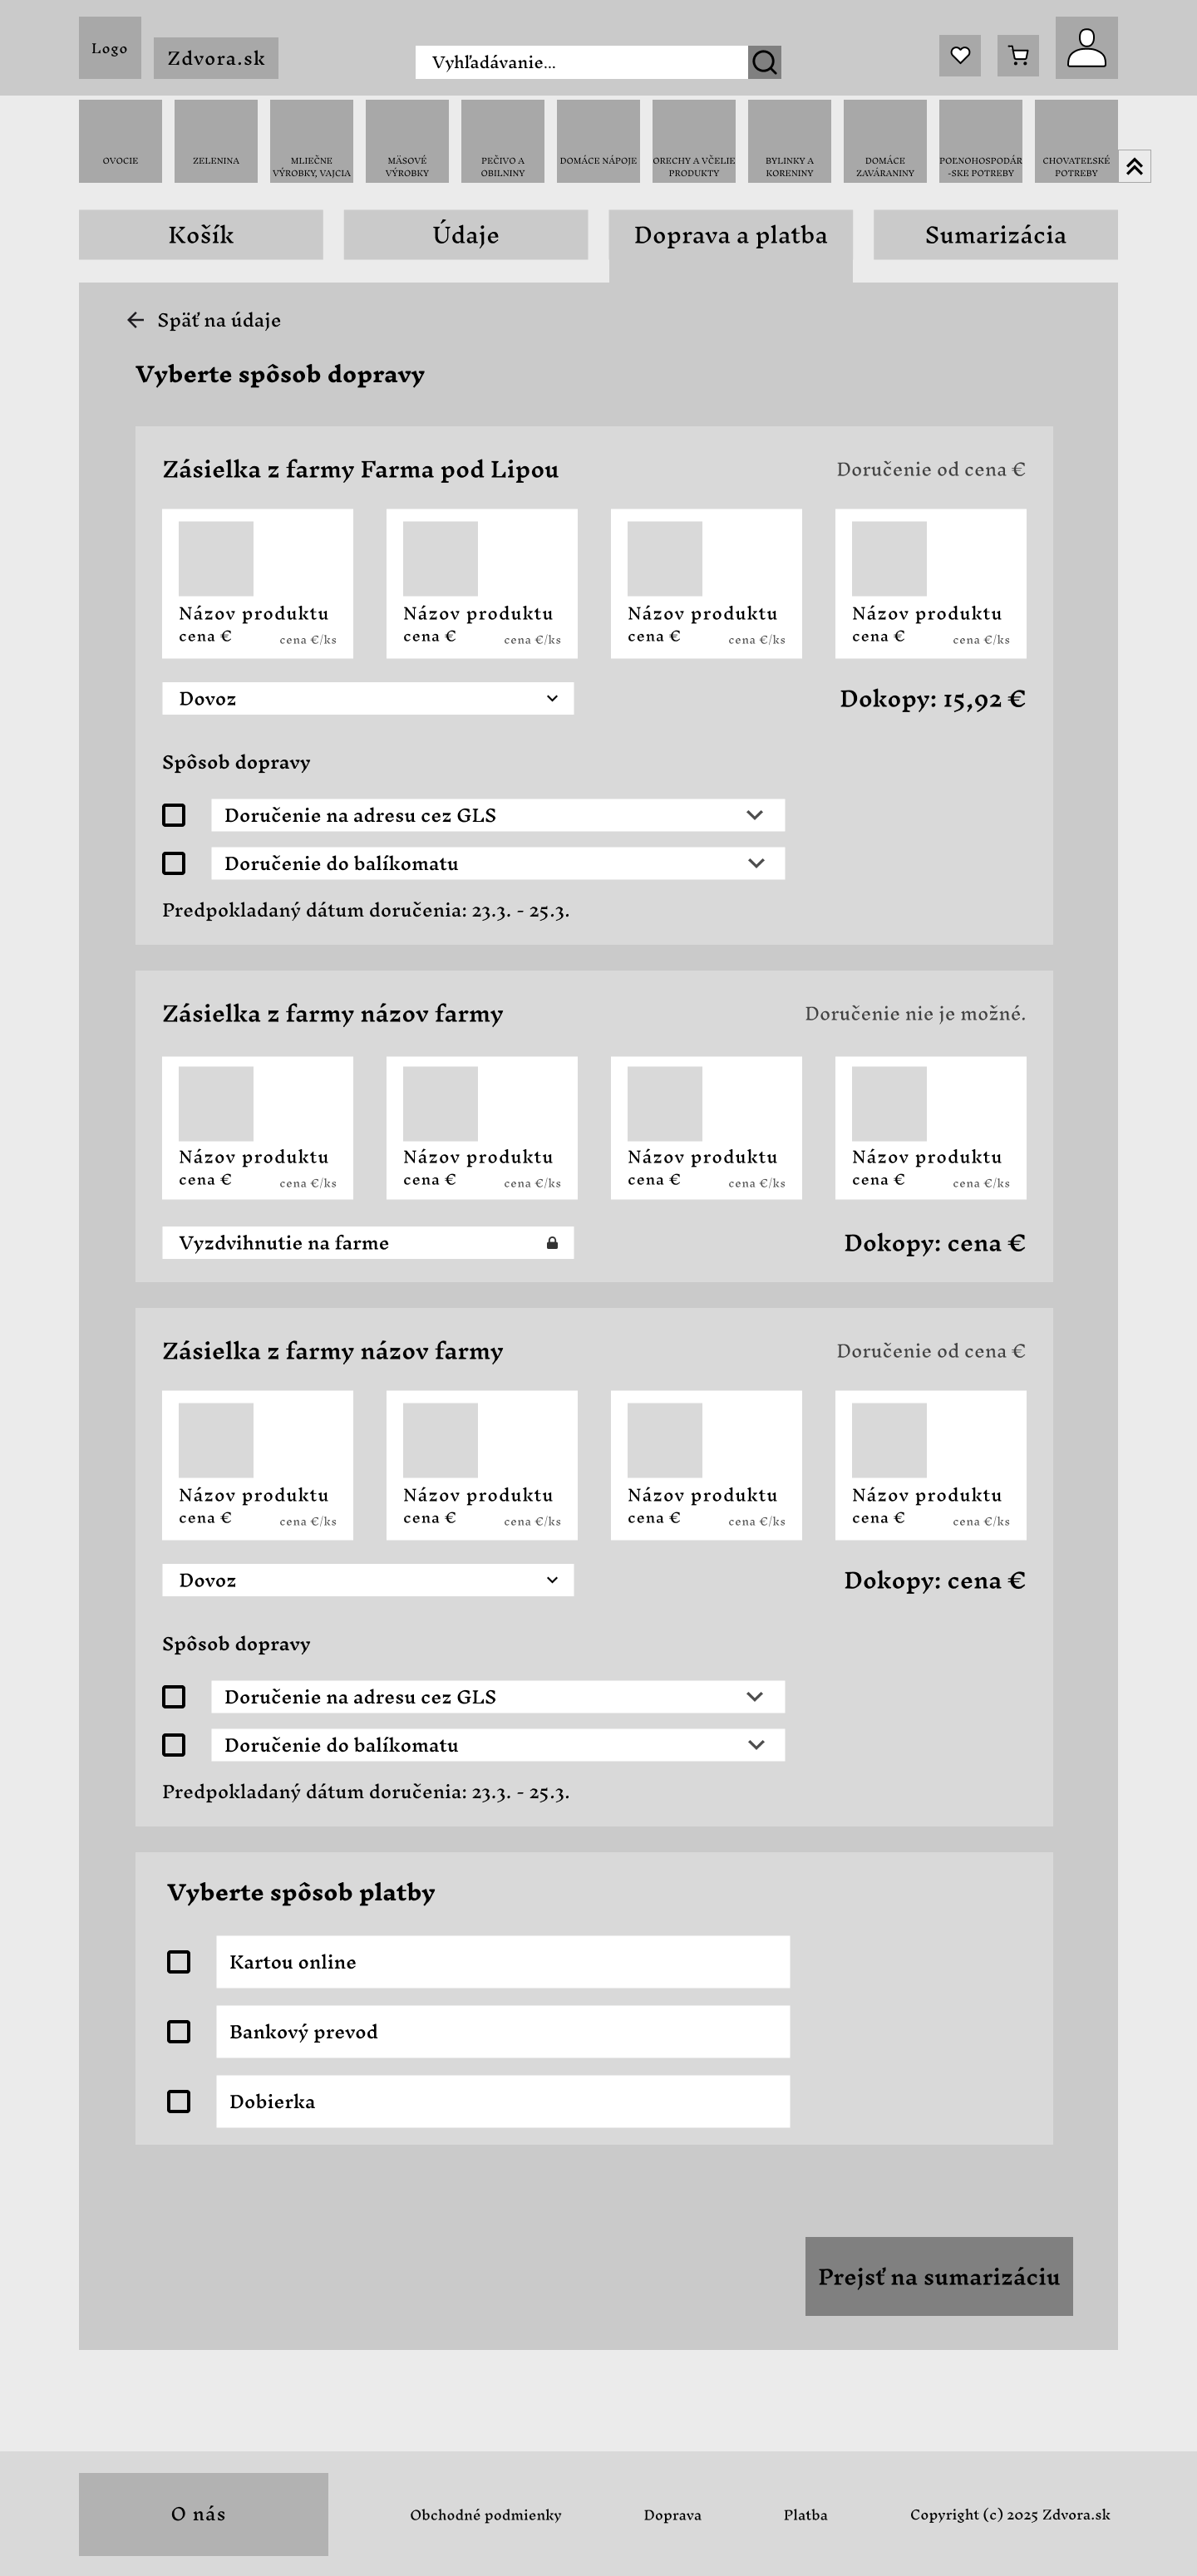 Logo
Zdvora.sk
Vyhľadávanie...
OVOCIE
ZELENINA
MLIEČNE
VÝROBKY, VAJCIA
MÄSOVÉ
VÝROBKY
PEČIVO A
OBILNINY
DOMÁCE NÁPOJE
ORECHY A VČELIE
PRODUKTY
BYLINKY A
KORENINY
DOMÁCE
ZAVÁRANINY
POĽNOHOSPODÁR
-SKE POTREBY
CHOVATEĽSKÉ
POTREBY
Košík
Údaje
Doprava a platba
Sumarizácia
Späť na údaje
Vyberte spôsob dopravy
Zásielka z farmy Farma pod Lipou
Doručenie od cena €
Názov produktu
cena € cena €/ks
Názov produktu
cena € cena €/ks
Názov produktu
cena € cena €/ks
Názov produktu
cena € cena €/ks
Dovoz
Dokopy: 15,92 €
Spôsob dopravy
Doručenie na adresu cez GLS
Doručenie do balíkomatu
Predpokladaný dátum doručenia: 23.3. - 25.3.
Zásielka z farmy názov farmy
Doručenie nie je možné.
Názov produktu
cena € cena €/ks
Názov produktu
cena € cena €/ks
Názov produktu
cena € cena €/ks
Názov produktu
cena € cena €/ks
Vyzdvihnutie na farme
Dokopy: cena €
Zásielka z farmy názov farmy
Doručenie od cena €
Názov produktu
cena € cena €/ks
Názov produktu
cena € cena €/ks
Názov produktu
cena € cena €/ks
Názov produktu
cena € cena €/ks
Dovoz
Dokopy: cena €
Spôsob dopravy
Doručenie na adresu cez GLS
Doručenie do balíkomatu
Predpokladaný dátum doručenia: 23.3. - 25.3.
Vyberte spôsob platby
Kartou online
Bankový prevod
Dobierka
Prejsť na sumarizáciu
O nás
Obchodné podmienky
Doprava
Platba
Copyright (c) 2025 Zdvora.sk